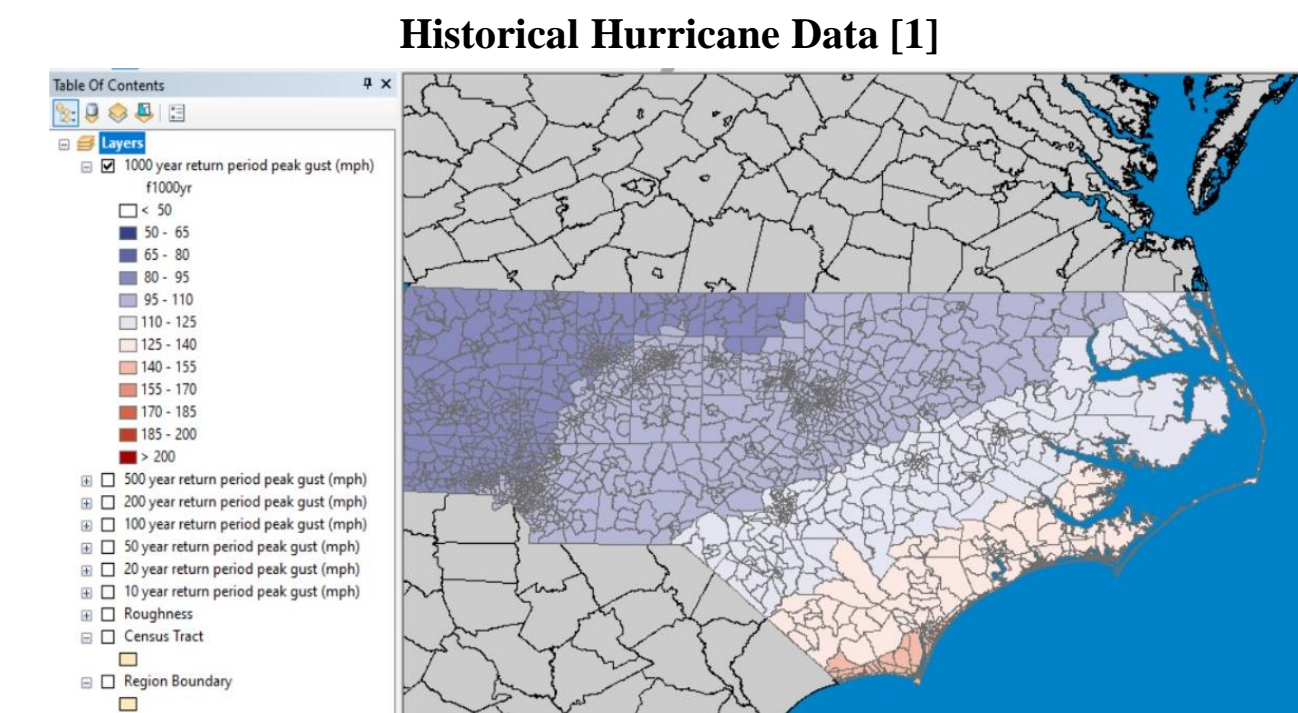 Historical Hurricane Data [1]
Table Of Contents
Layers
1000 year return period peak gust (mph)
f1000yr
< 50
50 - 65
65 - 80
80 - 95
95 - 110
110 - 125
125 - 140
140 - 155
155 - 170
170 - 185
185 - 200
> 200
500 year return period peak gust (mph)
200 year return period peak gust (mph)
100 year return period peak gust (mph)
50 year return period peak gust (mph)
20 year return period peak gust (mph)
10 year return period peak gust (mph)
Roughness
Census Tract
Region Boundary